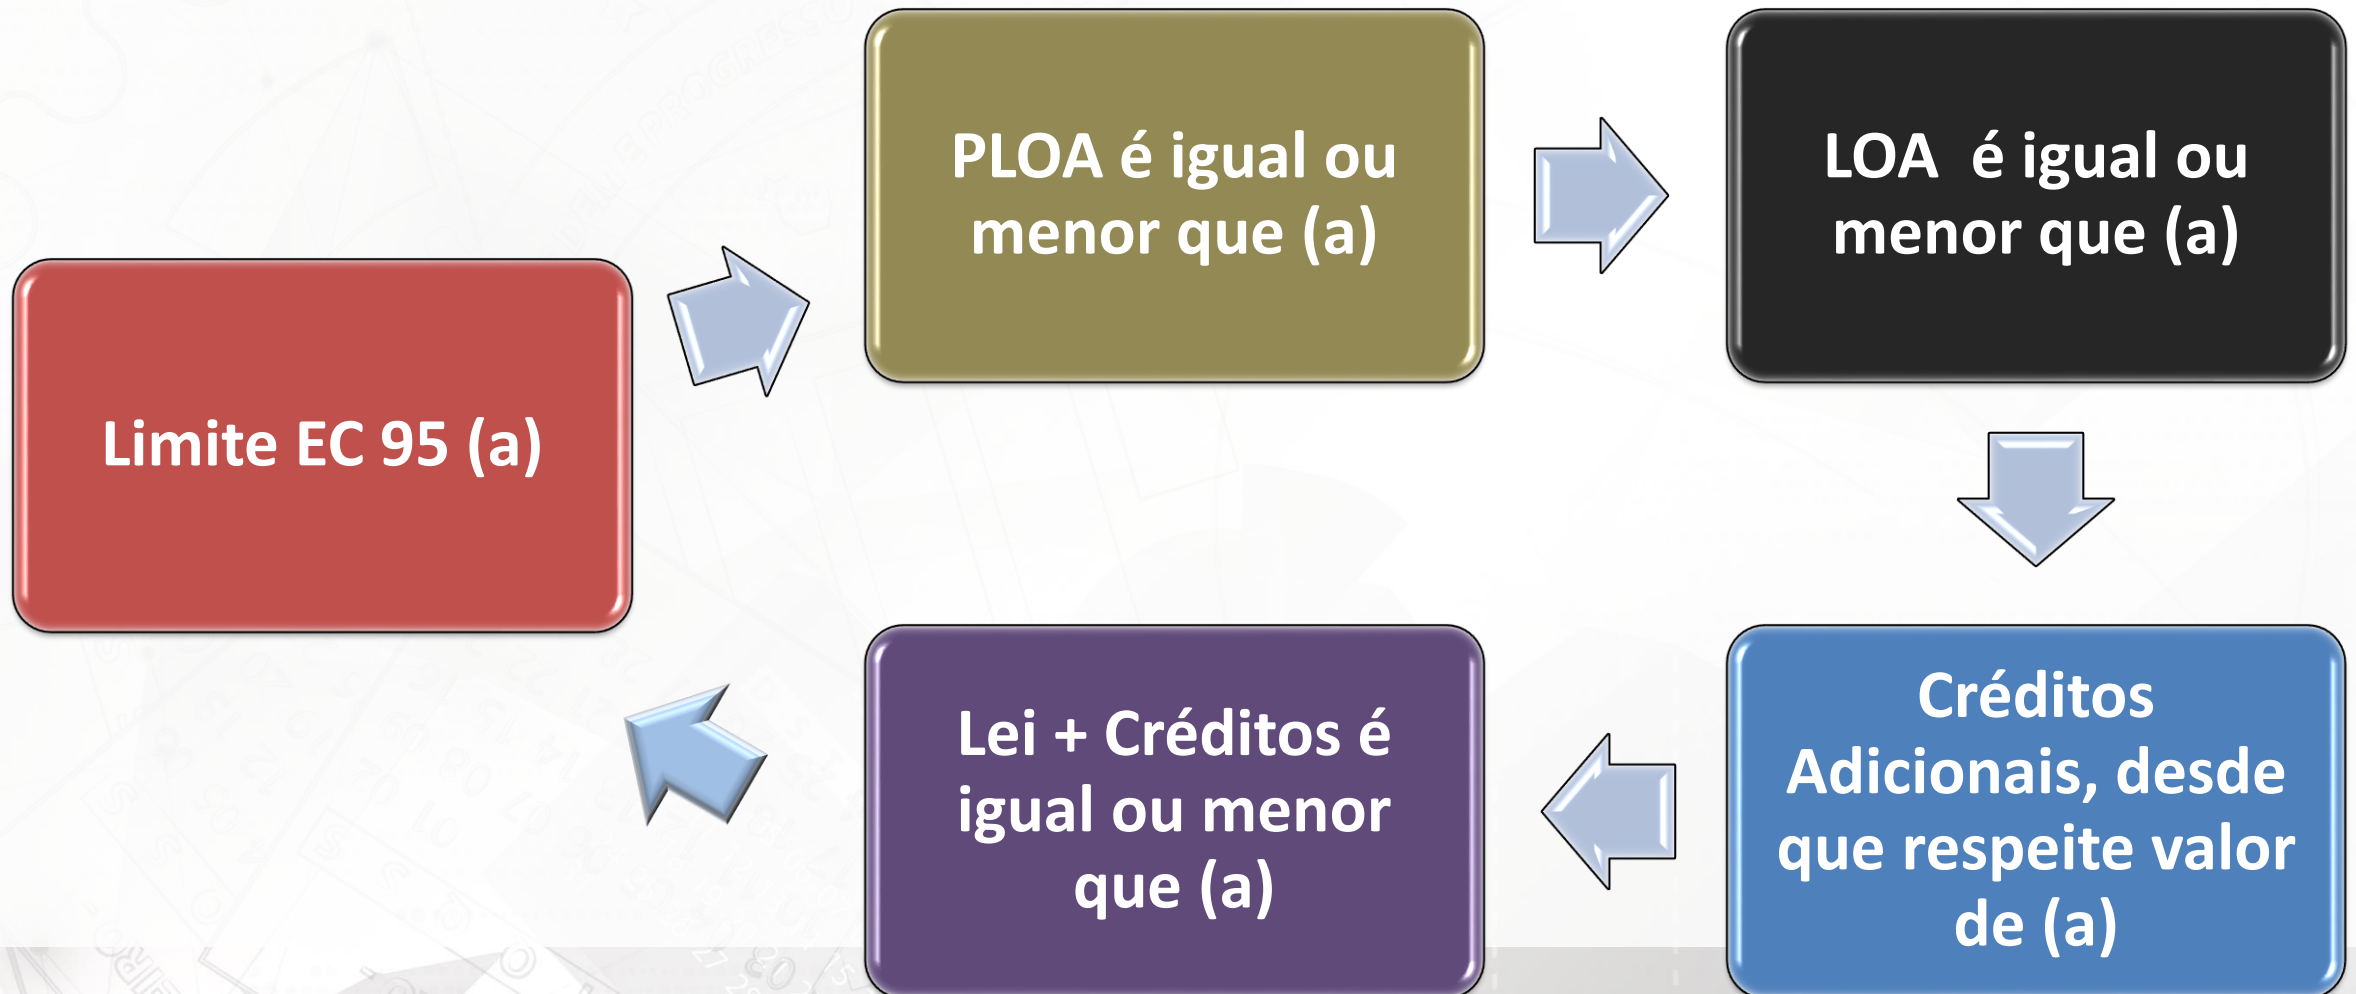 PLOA é igual ou
menor que (a)
LOA  é igual ou
menor que (a)
Limite EC 95 (a)
Lei + Créditos é
igual ou menor
que (a)
Créditos
Adicionais, desde
que respeite valor
de (a)